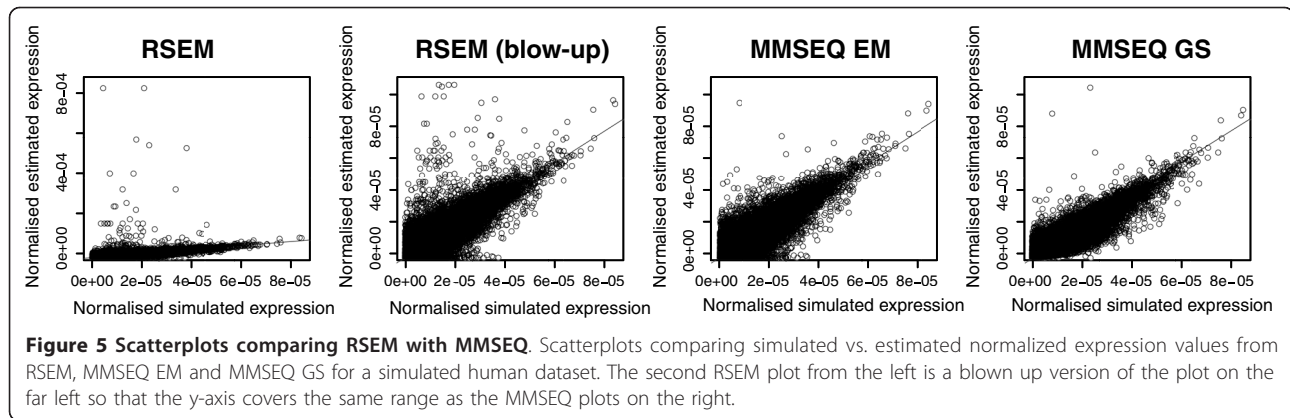 RSEM
RSEM (blow-up)
MMSEQ EM
MMSEQ GS
Normalised estimated expression
0e+00 4e-04 8e-04
0e+00 2e-05 4e-05 6e-05 8e-05
Normalised simulated expression
Normalised estimated expression
0e+00 4e-05 8e-05
0e+00 2e-05 4e-05 6e-05 8e-05
Normalised simulated expression
Normalised estimated expression
0e+00 4e-05 8e-05
0e+00 2e-05 4e-05 6e-05 8e-05
Normalised simulated expression
Normalised estimated expression
0e+00 4e-05 8e-05
0e+00 2e-05 4e-05 6e-05 8e-05
Normalised simulated expression
Figure 5 Scatterplots comparing RSEM with MMSEQ. Scatterplots comparing simulated vs. estimated normalized expression values from
RSEM, MMSEQ EM and MMSEQ GS for a simulated human dataset. The second RSEM plot from the left is a blown up version of the plot on the
far left so that the y-axis covers the same range as the MMSEQ plots on the right.